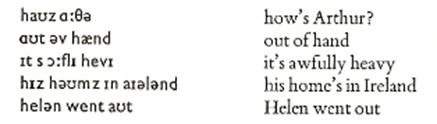 haʊz ɑːθə how's Arthur?
aʊt əv hænd out of hand
ɪt s ɔːflɪ hevɪ it's awfully heavy
hɪz həʊmz ɪn aɪələnd his home's in Ireland
helən went aʊt Helen went out